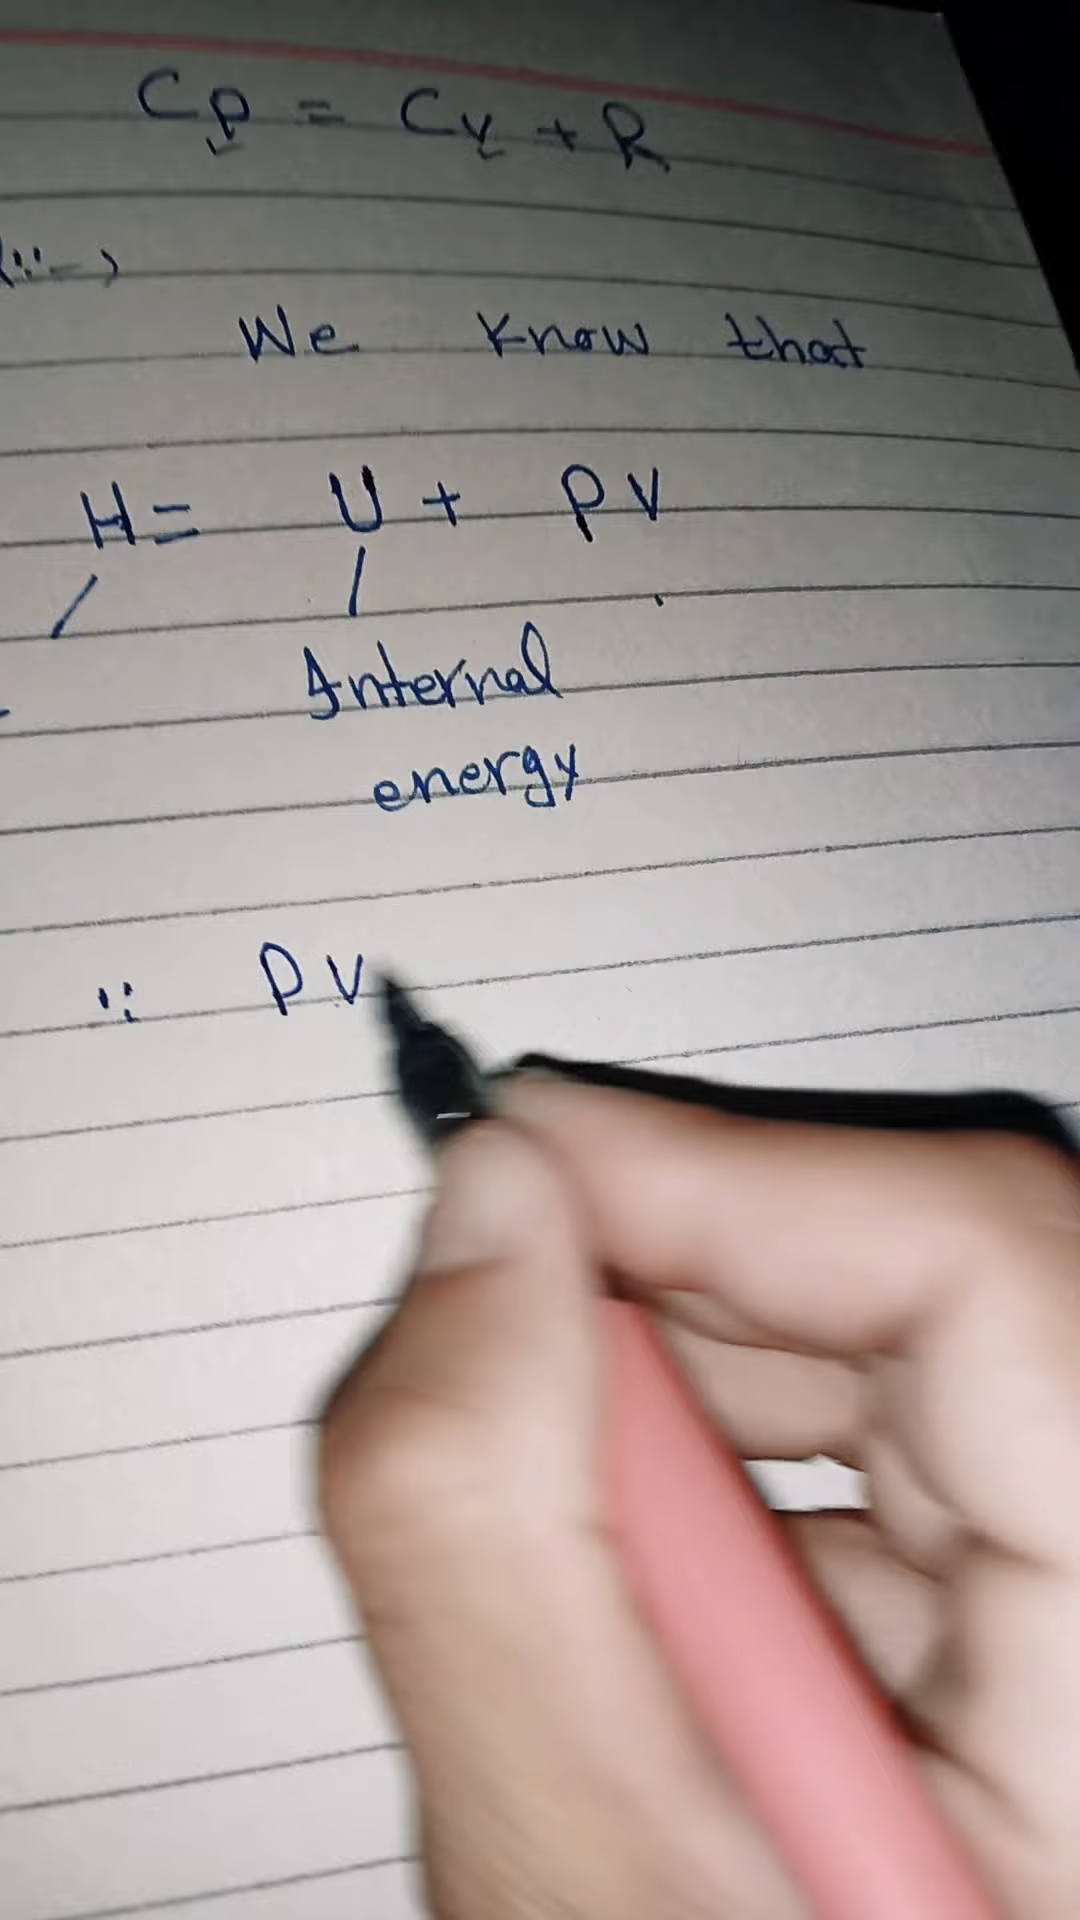 Cp = Cv + R
(∵ →
We know that
H = U + PV
Internal
energy
∵ PV